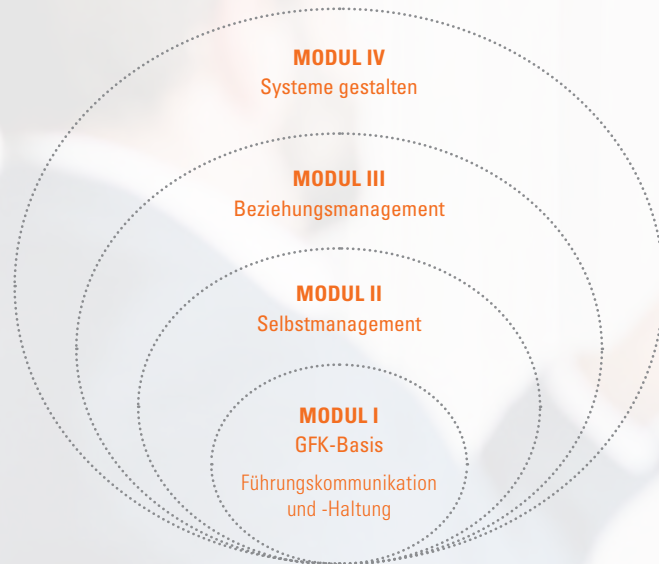 MODUL IV
Systeme gestalten
MODUL III
Beziehungsmanagement
MODUL II
Selbstmanagement
MODUL I
GFK-Basis
Führungskommunikation
und -Haltung